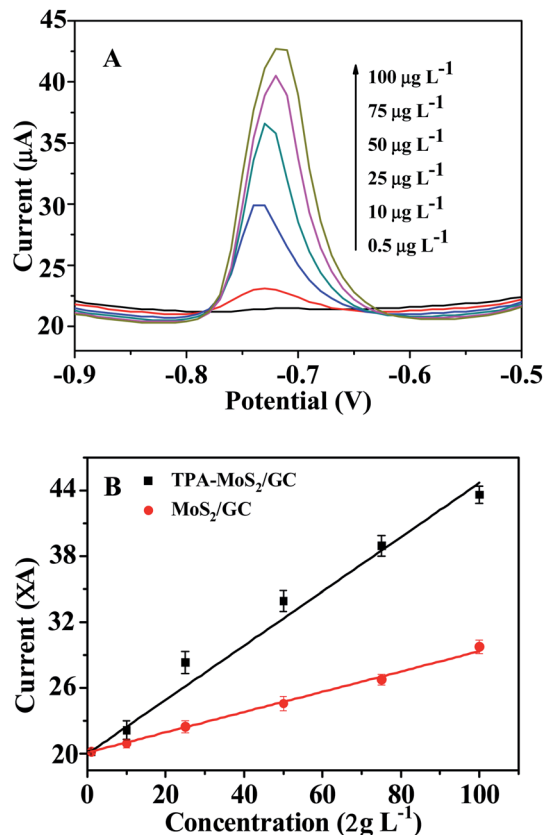 45
A
100 μg L⁻¹
40
75 μg L⁻¹
50 μg L⁻¹
35
25 μg L⁻¹
30
10 μg L⁻¹
25
0.5 μg L⁻¹
20
Current (μA)
-0.9 -0.8 -0.7 -0.6 -0.5
Potential (V)
B
TPA-MoS₂/GC
44
MoS₂/GC
38
32
26
20
Current (XA)
0 20 40 60 80 100
Concentration (2g L⁻¹)